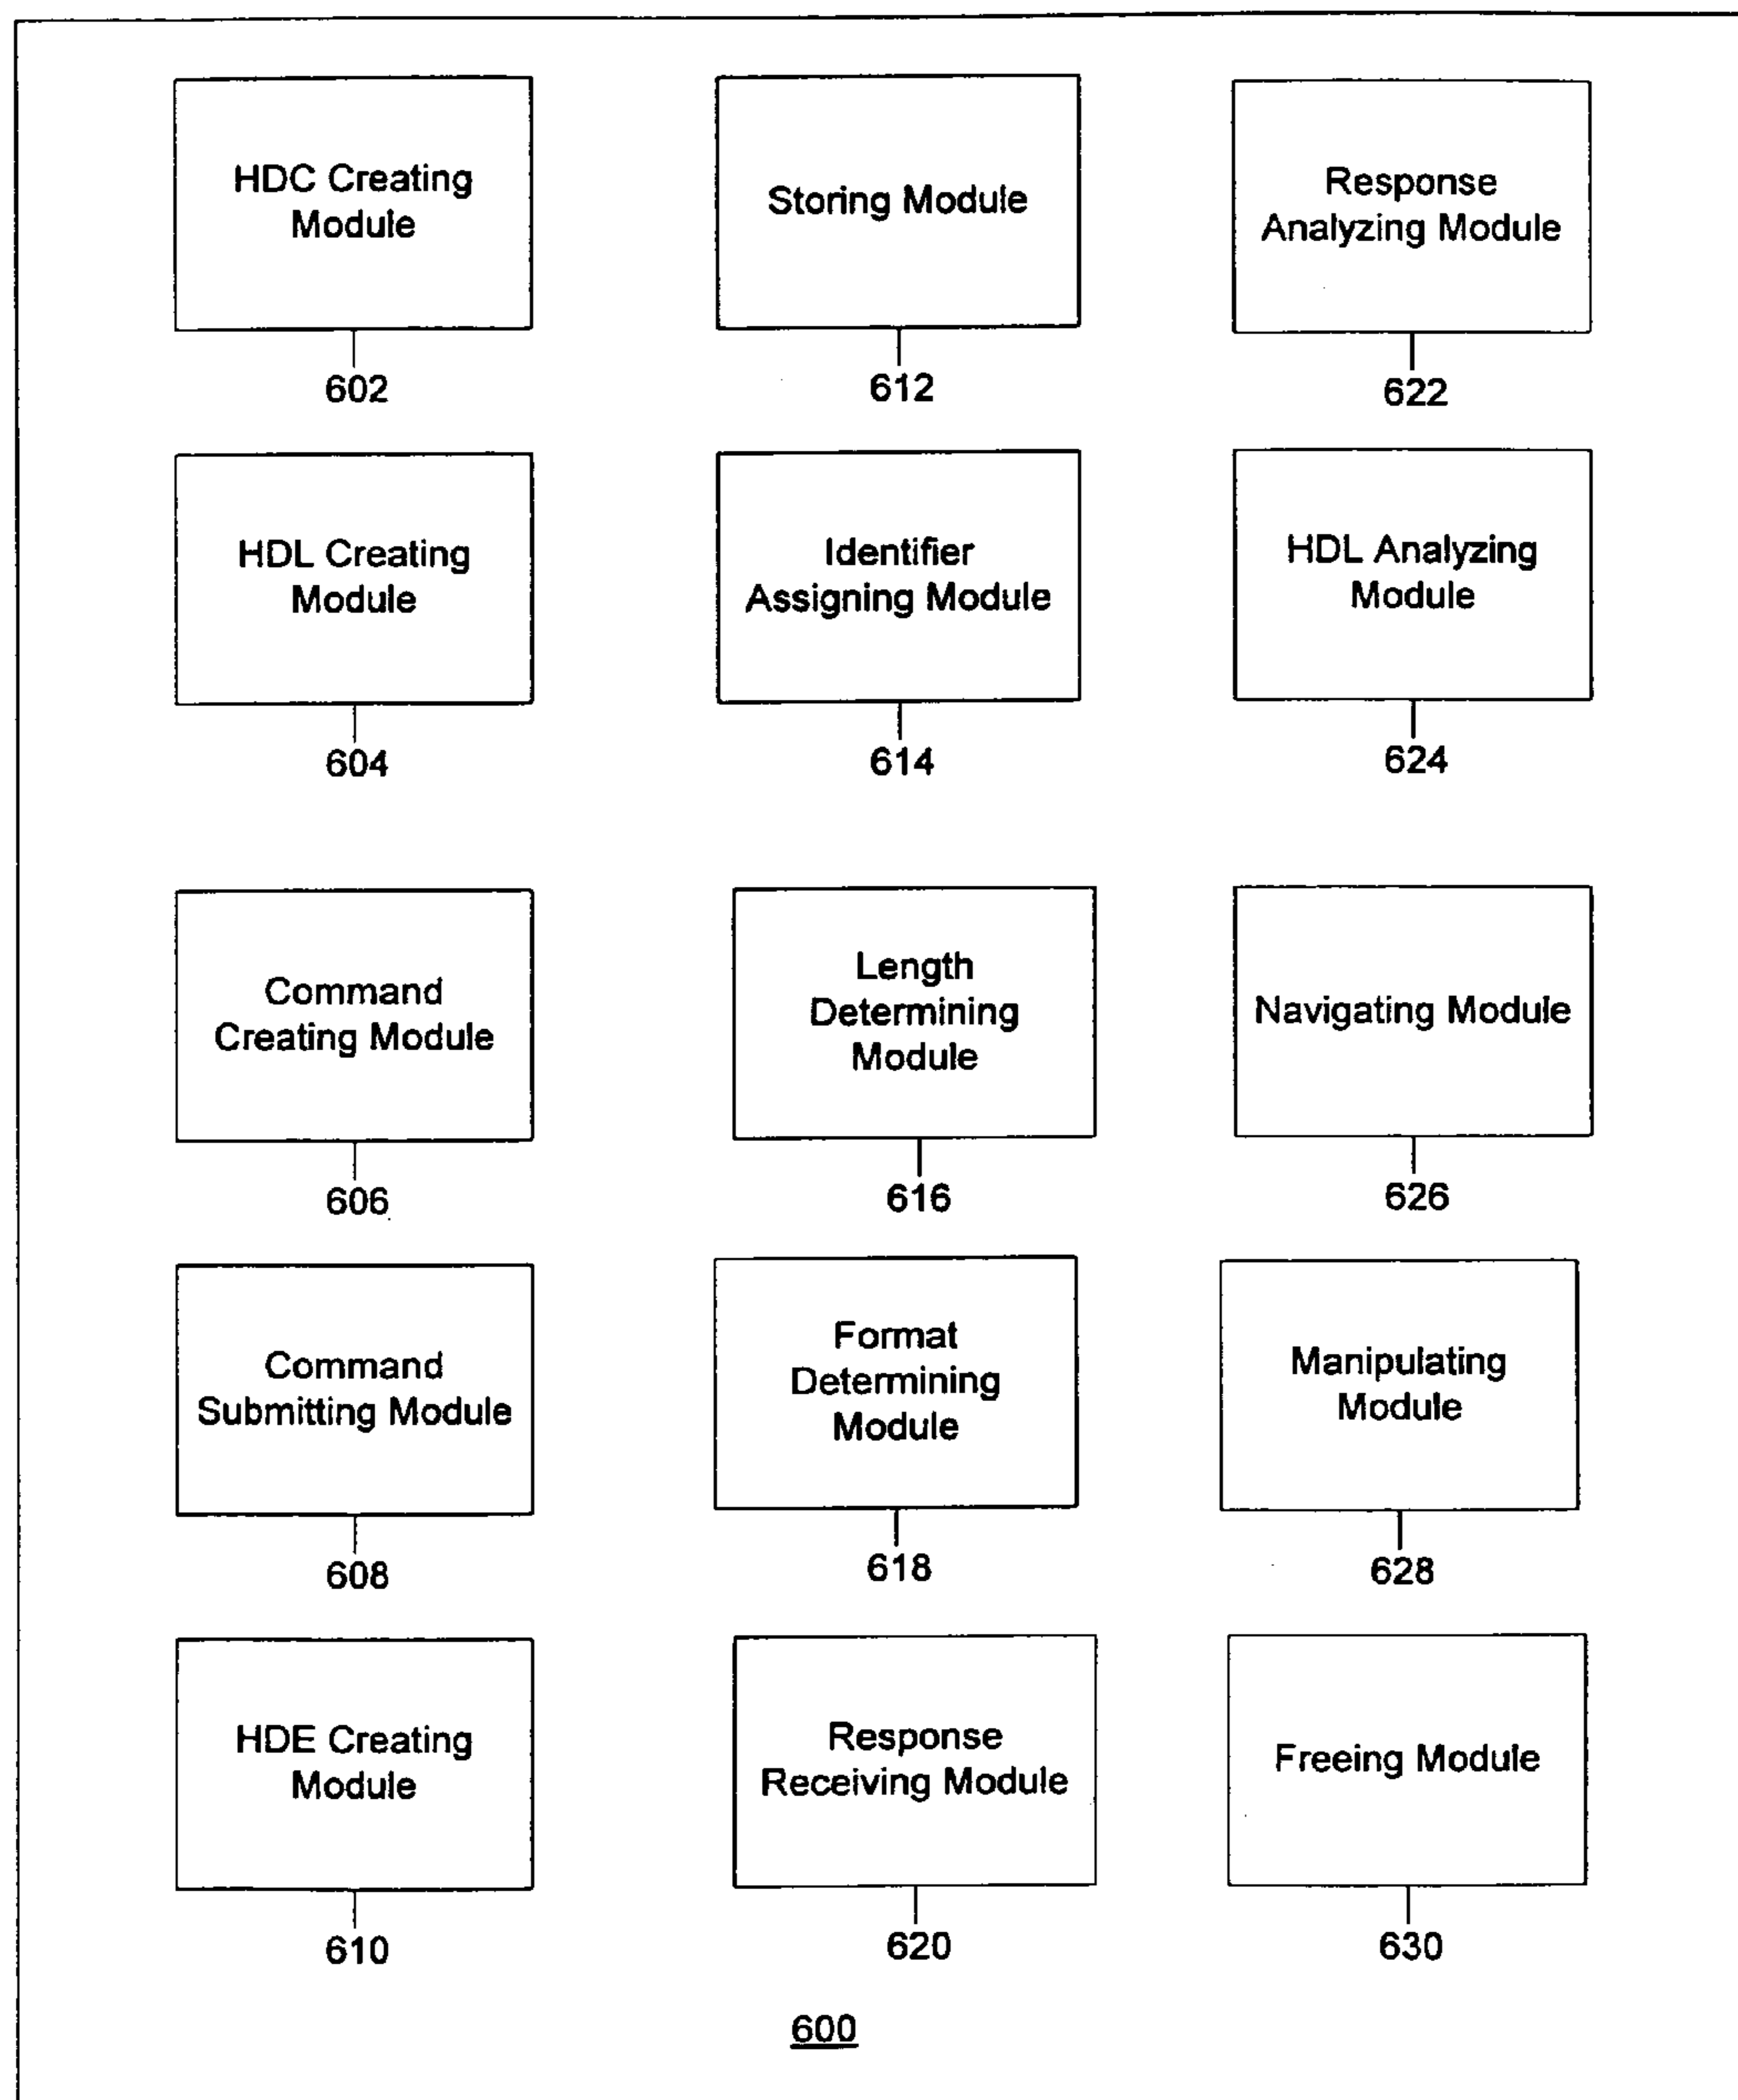 HDC Creating
Module
602
Storing Module
612
Response
Analyzing Module
622
HDL Creating
Module
604
Identifier
Assigning Module
614
HDL Analyzing
Module
624
Command
Creating Module
606
Length
Determining
Module
616
Navigating Module
626
Command
Submitting Module
608
Format
Determining
Module
618
Manipulating
Module
628
HDE Creating
Module
610
Response
Receiving Module
620
Freeing Module
630
600